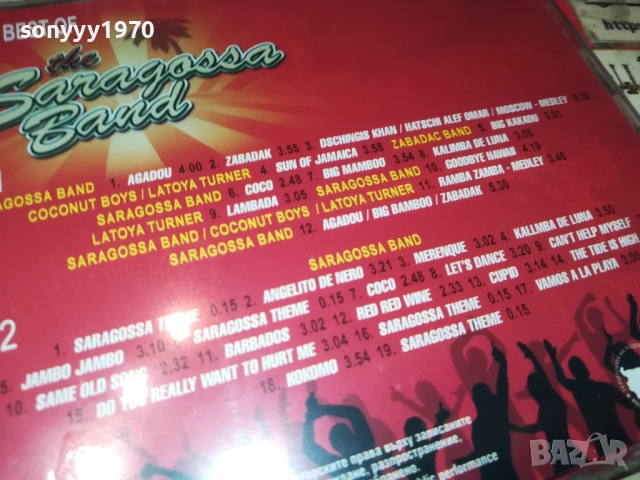 sonyyy1970
BEST OF
the
Saragossa
Band
SARAGOSSA BAND 1. AGADOU 4.00 2. ZABADAK 3.55 3. DSCHINGIS KHAN / HATSCHI ALEF OMAR / MOSCOW - MEDLEY 3.30
COCONUT BOYS / LATOYA TURNER 4. SUN OF JAMAICA 3.58 ZABADAC BAND 5. BIG KAKADU 3.31
SARAGOSSA BAND 6. COCO 2.48 7. BIG MAMBOO 3.54 8. KALIMBA DE LUNA 3.55
LATOYA TURNER 9. LAMBADA 3.05 SARAGOSSA BAND 10. GOODBYE HAWAII 4.19
SARAGOSSA BAND / COCONUT BOYS / LATOYA TURNER 11. RAMBA ZAMBA - MEDLEY 3.46
SARAGOSSA BAND 12. AGADOU / BIG BAMBOO / ZABADAK 5.30
SARAGOSSA BAND
2
1. SARAGOSSA THEME 0.15 2. ANGELITO DE NERO 3.21 3. MERENQUE 3.02 4. KALLMBA DE LUNA 3.50
5. JAMBO JAMBO 3.10 SARAGOSSA THEME 0.15 7. COCO 2.48 8. LET'S DANCE 3.20 9. CAN'T HELP MYSELF
10. SAME OLD SONG 2.32 11. BARBADOS 3.02 12. RED RED WINE 2.33 13. CUPID 3.14 14. THE TIDE IS HIGH
15. DO YOU REALLY WANT TO HURT ME 3.04 16. SARAGOSSA THEME 0.15 17. VAMOS A LA PLAYA 3.00
18. KOKOMO 3.54 19. SARAGOSSA THEME 0.15
права върху записаните
разпространение.
performance
BAZAR